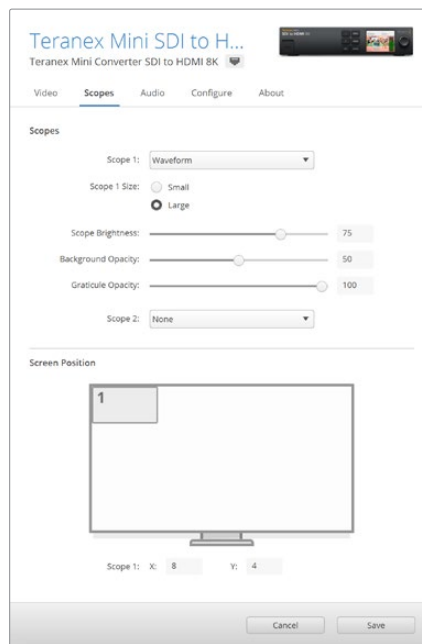 Teranex Mini SDI to H...
Teranex Mini Converter SDI to HDMI 8K
Video Scopes Audio Configure About
Scopes
Scope 1: Waveform
Scope 1 Size: Small
Large
Scope Brightness: 75
Background Opacity: 50
Graticule Opacity: 100
Scope 2: None
Screen Position
1
Scope 1: X: 8 Y: 4
Cancel Save